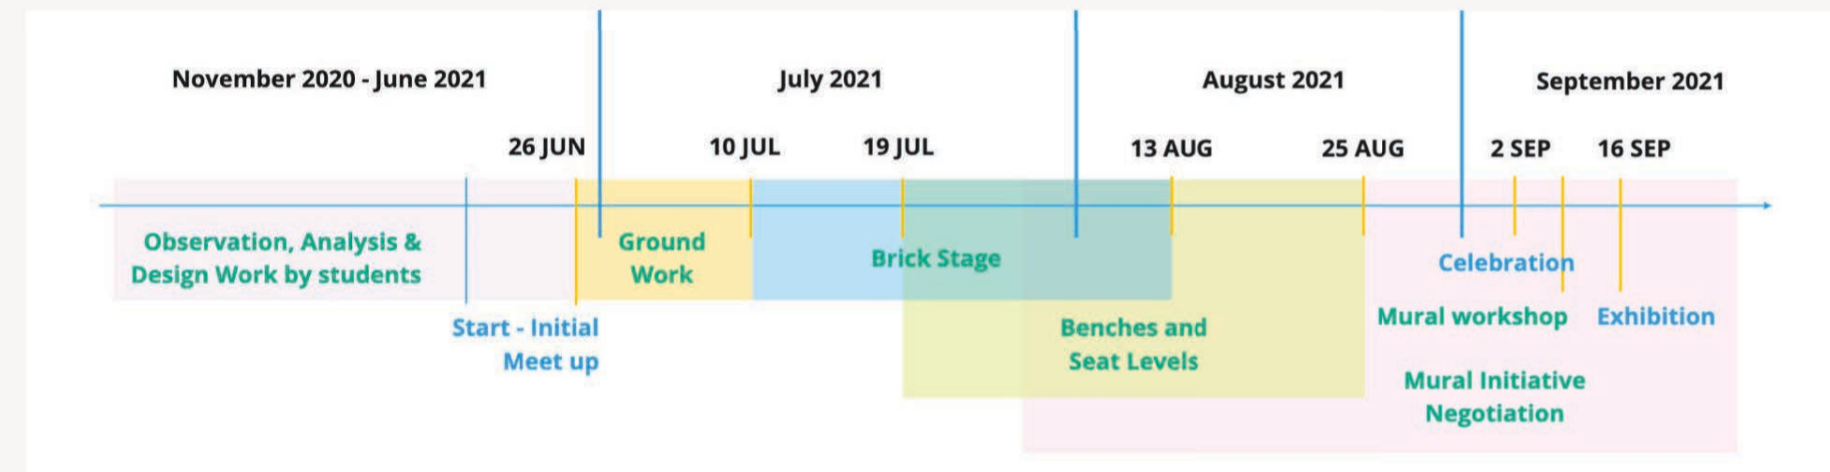 November 2020 - June 2021
July 2021
August 2021
September 2021
26 JUN
10 JUL
19 JUL
13 AUG
25 AUG
2 SEP
16 SEP
Observation, Analysis &
Design Work by students
Ground
Work
Brick Stage
Celebration
Start - Initial
Meet up
Benches and
Seat Levels
Mural workshop
Exhibition
Mural Initiative
Negotiation